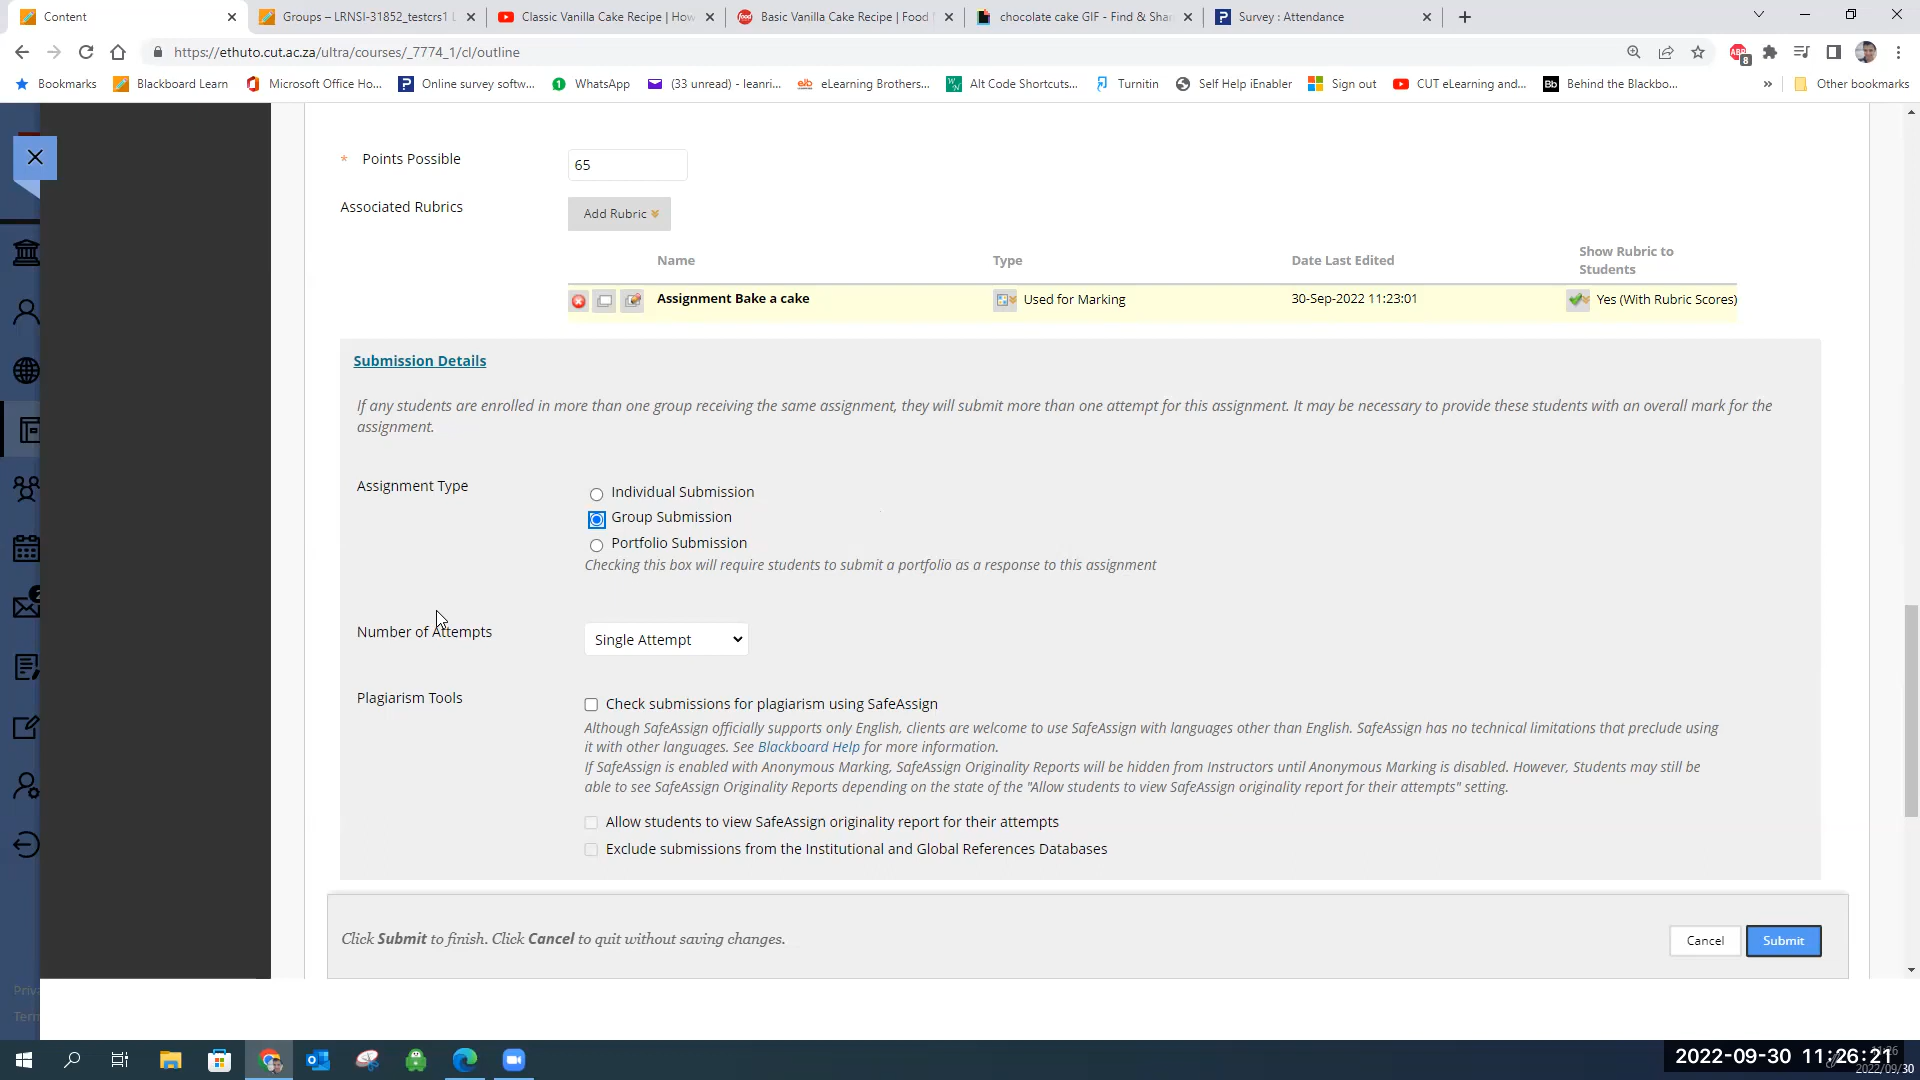 Content
Groups – LRNSI-31852_testcrs1
Classic Vanilla Cake Recipe | How
Basic Vanilla Cake Recipe | Food
chocolate cake GIF - Find & Sha
Survey : Attendance
https://ethuto.cut.ac.za/ultra/courses/_7774_1/cl/outline
8
Bookmarks
Blackboard Learn
Microsoft Office Ho...
Online survey softw...
1
WhatsApp
(33 unread) - leanri...
elb
eLearning Brothers...
Alt Code Shortcuts...
Turnitin
Self Help iEnabler
Sign out
CUT eLearning and...
Bb
Behind the Blackbo...
»
Other bookmarks
* Points Possible
65
Associated Rubrics
Add Rubric
Name
Type
Date Last Edited
Show Rubric to
Students
Assignment Bake a cake
Used for Marking
30-Sep-2022 11:23:01
Yes (With Rubric Scores)
Submission Details
If any students are enrolled in more than one group receiving the same assignment, they will submit more than one attempt for this assignment. It may be necessary to provide these students with an overall mark for the
assignment.
Assignment Type
Individual Submission
Group Submission
Portfolio Submission
Checking this box will require students to submit a portfolio as a response to this assignment
Number of Attempts
Single Attempt
Plagiarism Tools
Check submissions for plagiarism using SafeAssign
Although SafeAssign officially supports only English, clients are welcome to use SafeAssign with languages other than English. SafeAssign has no technical limitations that preclude using
it with other languages. See Blackboard Help for more information.
If SafeAssign is enabled with Anonymous Marking, SafeAssign Originality Reports will be hidden from Instructors until Anonymous Marking is disabled. However, Students may still be
able to see SafeAssign Originality Reports depending on the state of the "Allow students to view SafeAssign originality report for their attempts" setting.
Allow students to view SafeAssign originality report for their attempts
Exclude submissions from the Institutional and Global References Databases
Click Submit to finish. Click Cancel to quit without saving changes.
Cancel
Submit
Priva
Term
2022-09-30 11:26:21
2022/09/30